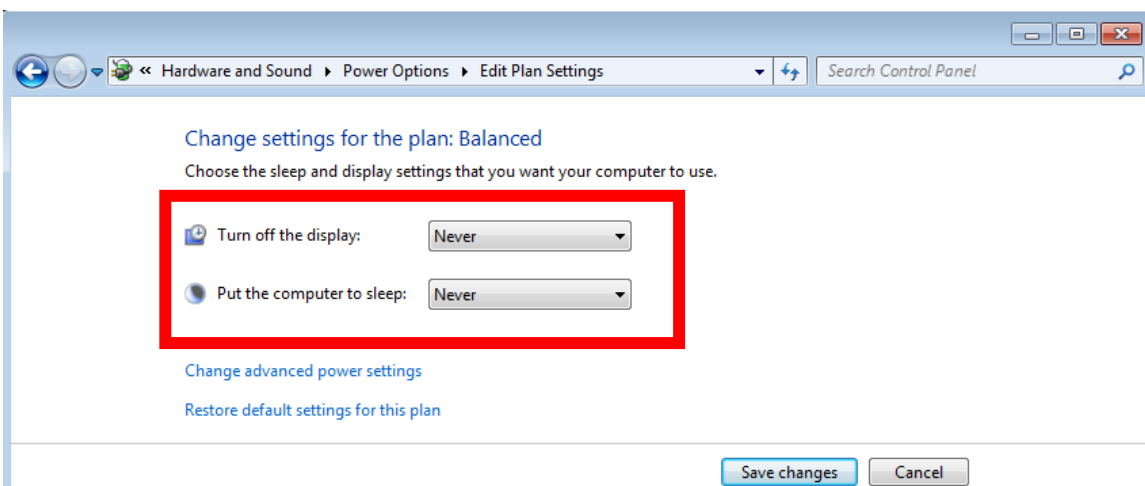 « Hardware and Sound ▸ Power Options ▸ Edit Plan Settings Search Control Panel
Change settings for the plan: Balanced
Choose the sleep and display settings that you want your computer to use.
Turn off the display: Never
Put the computer to sleep: Never
Change advanced power settings
Restore default settings for this plan
Save changes Cancel